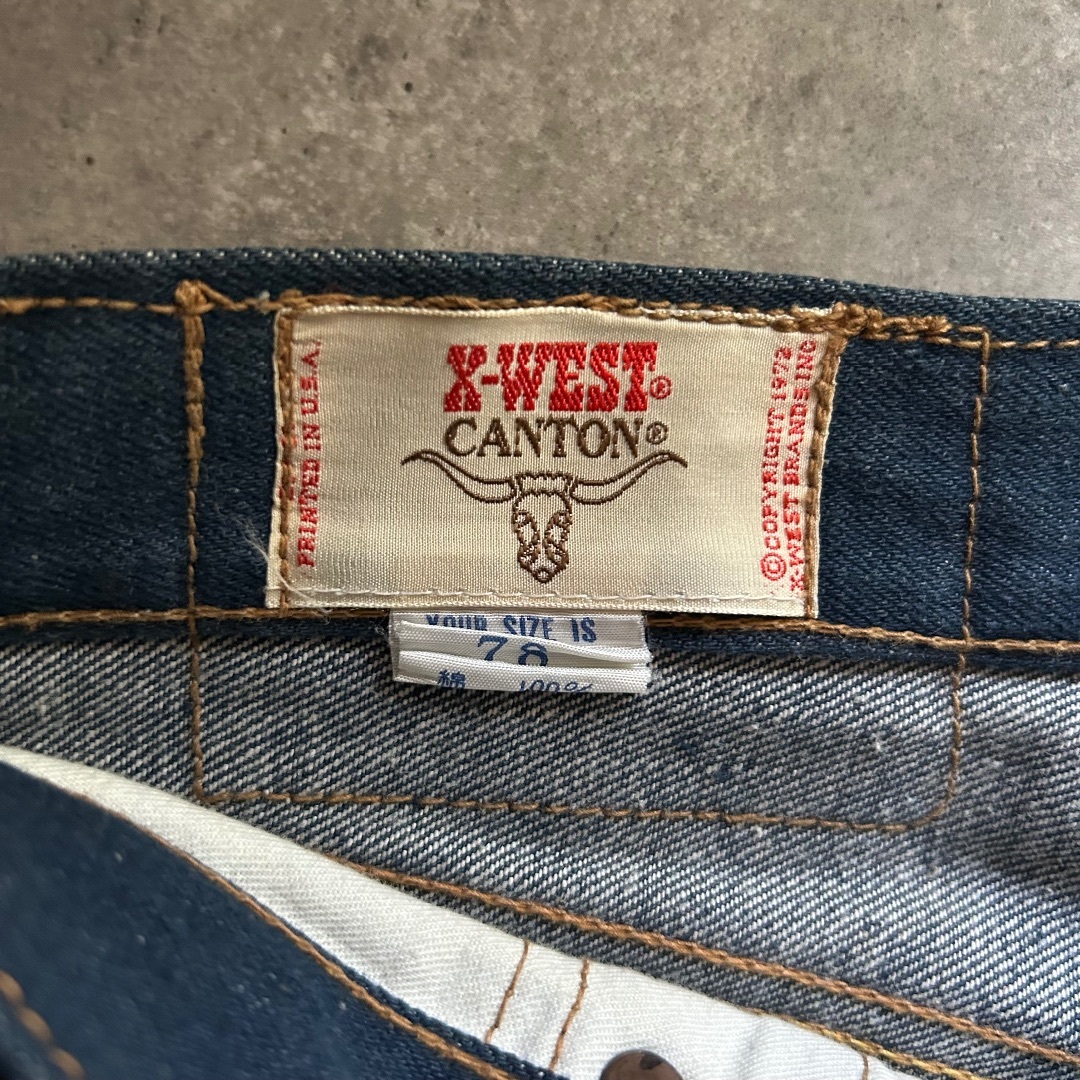 X-WEST®
CANTON®
PRINTED IN U.S.A.
©COPYRIGHT 1972
X-WEST BRANDS INC
YOUR SIZE IS
78
綿 100%